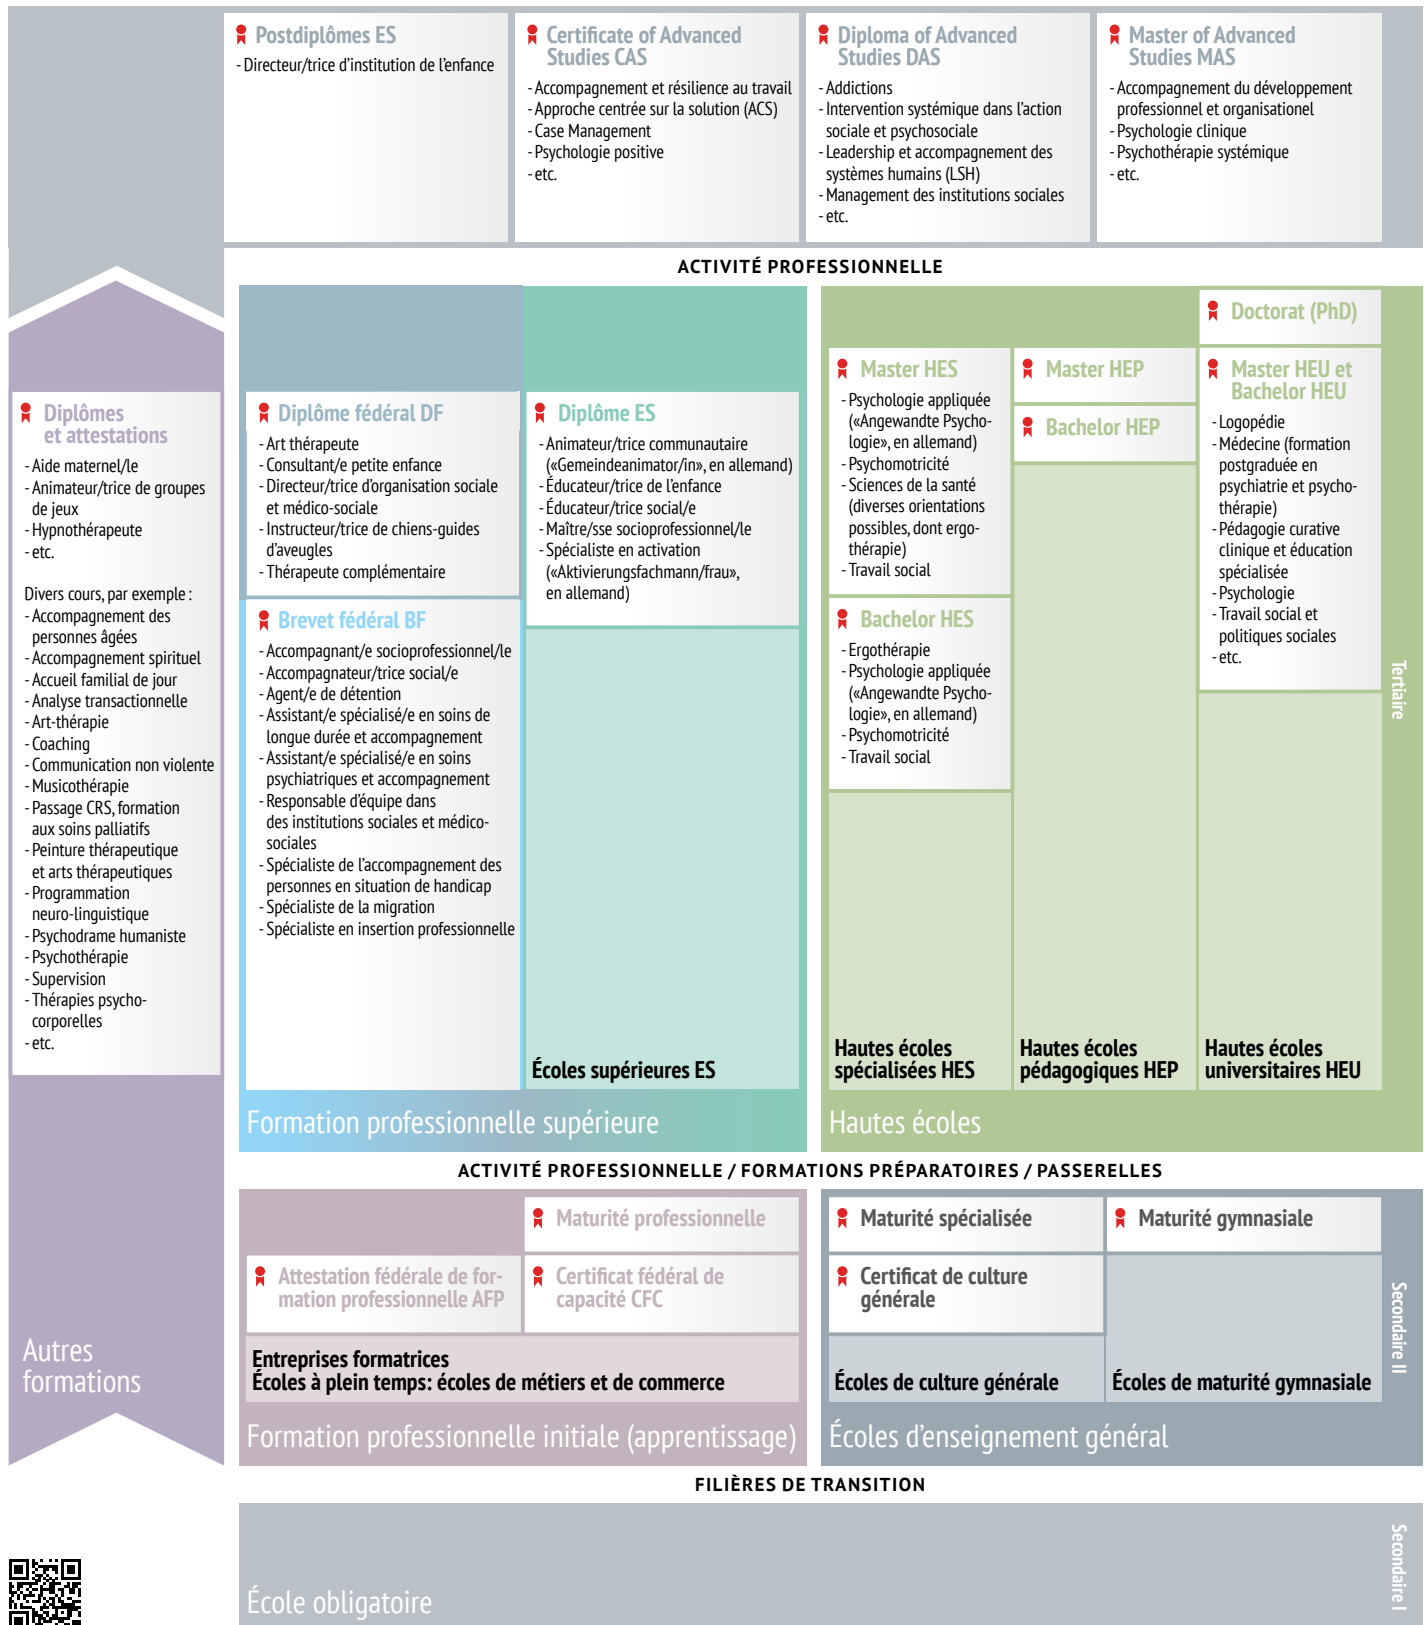 Postdiplômes ES
- Directeur/trice d'institution de l'enfance
Certificate of Advanced
Studies CAS
- Accompagnement et résilience au travail
- Approche centrée sur la solution (ACS)
- Case Management
- Psychologie positive
- etc.
Diploma of Advanced
Studies DAS
- Addictions
- Intervention systémique dans l'action
sociale et psychosociale
- Leadership et accompagnement des
systèmes humains (LSH)
- Management des institutions sociales
- etc.
Master of Advanced
Studies MAS
- Accompagnement du développement
professionnel et organisationel
- Psychologie clinique
- Psychothérapie systémique
- etc.
ACTIVITÉ PROFESSIONNELLE
Diplômes
et attestations
- Aide maternel/le
- Animateur/trice de groupes
de jeux
- Hypnothérapeute
- etc.
Divers cours, par exemple :
- Accompagnement des
personnes âgées
- Accompagnement spirituel
- Accueil familial de jour
- Analyse transactionnelle
- Art-thérapie
- Coaching
- Communication non violente
- Musicothérapie
- Passage CRS, formation
aux soins palliatifs
- Peinture thérapeutique
et arts thérapeutiques
- Programmation
neuro-linguistique
- Psychodrame humaniste
- Psychothérapie
- Supervision
- Thérapies psycho-
corporelles
- etc.
Autres
formations
Diplôme fédéral DF
- Art thérapeute
- Consultant/e petite enfance
- Directeur/trice d'organisation sociale
et médico-sociale
- Instructeur/trice de chiens-guides
d'aveugles
- Thérapeute complémentaire
Brevet fédéral BF
- Accompagnant/e socioprofessionnel/le
- Accompagnateur/trice social/e
- Agent/e de détention
- Assistant/e spécialisé/e en soins de
longue durée et accompagnement
- Assistant/e spécialisé/e en soins
psychiatriques et accompagnement
- Responsable d'équipe dans
des institutions sociales et médico-
sociales
- Spécialiste de l'accompagnement des
personnes en situation de handicap
- Spécialiste de la migration
- Spécialiste en insertion professionnelle
Diplôme ES
- Animateur/trice communautaire
(«Gemeindeanimator/in», en allemand)
- Éducateur/trice de l'enfance
- Éducateur/trice social/e
- Maître/sse socioprofessionnel/le
- Spécialiste en activation
(«Aktivierungsfachmann/frau»,
en allemand)
Écoles supérieures ES
Formation professionnelle supérieure
Master HES
- Psychologie appliquée
(«Angewandte Psycho-
logie», en allemand)
- Psychomotricité
- Sciences de la santé
(diverses orientations
possibles, dont ergo-
thérapie)
- Travail social
Bachelor HES
- Ergothérapie
- Psychologie appliquée
(«Angewandte Psycho-
logie», en allemand)
- Psychomotricité
- Travail social
Hautes écoles
spécialisées HES
Master HEP
Bachelor HEP
Hautes écoles
pédagogiques HEP
Doctorat (PhD)
Master HEU et
Bachelor HEU
- Logopédie
- Médecine (formation
postgraduée en
psychiatrie et psycho-
thérapie)
- Pédagogie curative
clinique et éducation
spécialisée
- Psychologie
- Travail social et
politiques sociales
- etc.
Hautes écoles
universitaires HEU
Hautes écoles
Tertiaire
ACTIVITÉ PROFESSIONNELLE / FORMATIONS PRÉPARATOIRES / PASSERELLES
Maturité professionnelle
Attestation fédérale de for-
mation professionnelle AFP
Certificat fédéral de
capacité CFC
Entreprises formatrices
Écoles à plein temps: écoles de métiers et de commerce
Formation professionnelle initiale (apprentissage)
Maturité spécialisée
Certificat de culture
générale
Écoles de culture générale
Maturité gymnasiale
Écoles de maturité gymnasiale
Écoles d'enseignement général
Secondaire II
FILIÈRES DE TRANSITION
École obligatoire
Secondaire I